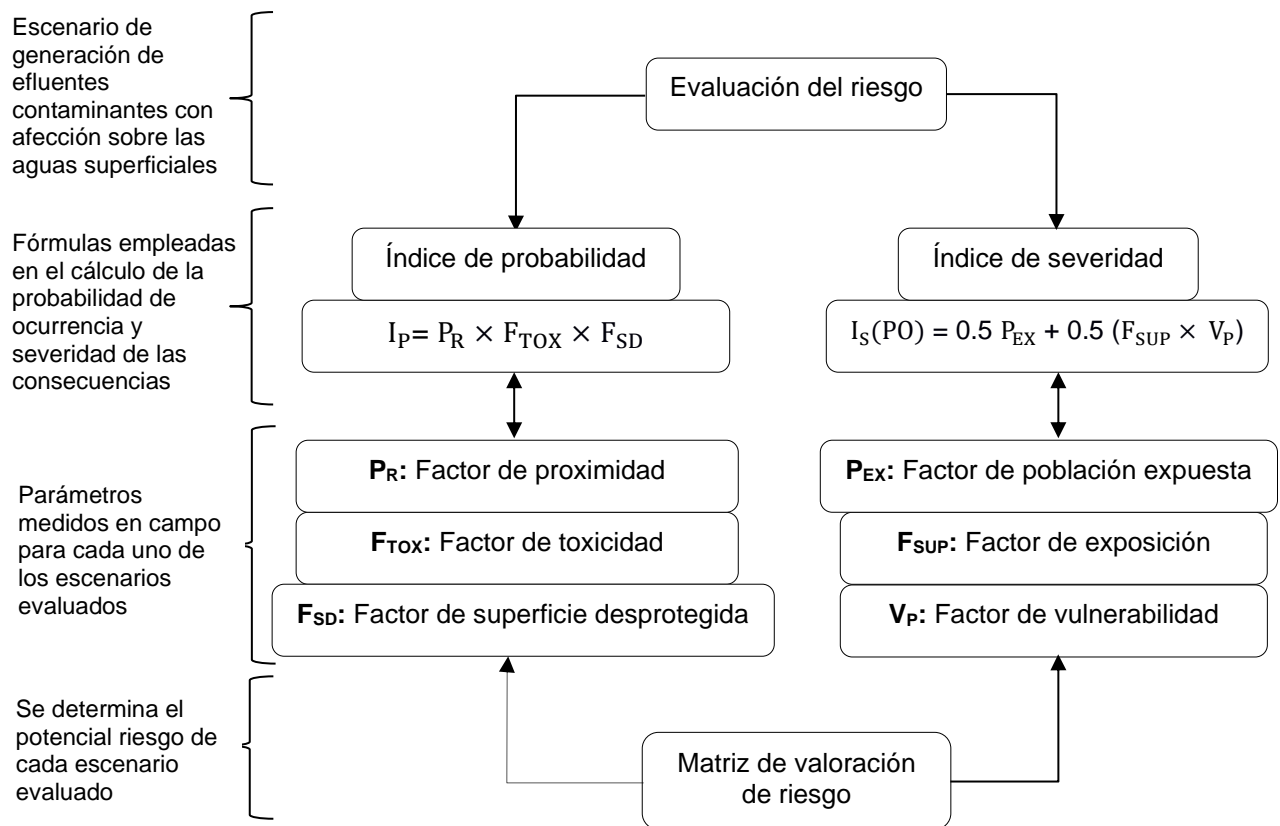 Escenario de
generación de
efluentes
contaminantes con
afección sobre las
aguas superficiales
Evaluación del riesgo
Fórmulas empleadas
en el cálculo de la
probabilidad de
ocurrencia y
severidad de las
consecuencias
Índice de probabilidad
I_P= P_R × F_TOX × F_SD
Índice de severidad
I_S(PO) = 0.5 P_EX + 0.5 (F_SUP × V_P)
Parámetros
medidos en campo
para cada uno de
los escenarios
evaluados
P_R: Factor de proximidad
F_TOX: Factor de toxicidad
F_SD: Factor de superficie desprotegida
P_EX: Factor de población expuesta
F_SUP: Factor de exposición
V_P: Factor de vulnerabilidad
Se determina el
potencial riesgo de
cada escenario
evaluado
Matriz de valoración
de riesgo